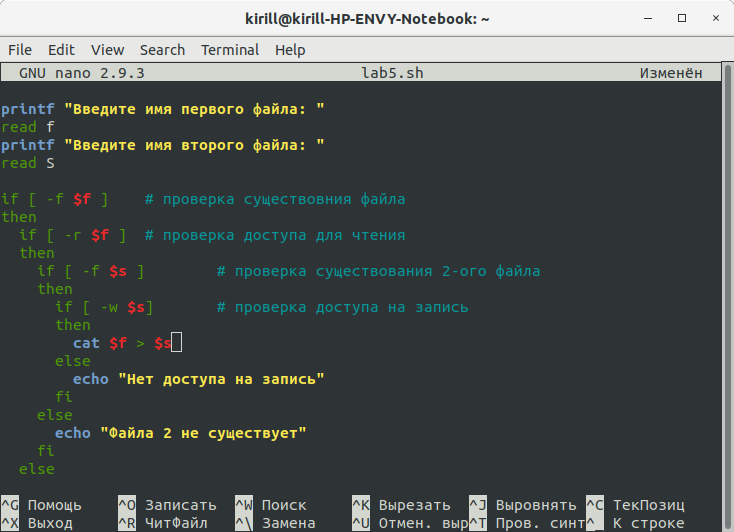 kirill@kirill-HP-ENVY-Notebook: ~
File Edit View Search Terminal Help
GNU nano 2.9.3 lab5.sh Изменён
printf "Введите имя первого файла: "
read f
printf "Введите имя второго файла: "
read S
if [ -f $f ] # проверка существовния файла
then
if [ -r $f ] # проверка доступа для чтения
then
if [ -f $s ] # проверка существования 2-ого файла
then
if [ -w $s] # проверка доступа на запись
then
cat $f > $s
else
echo "Нет доступа на запись"
fi
else
echo "Файла 2 не существует"
fi
else
^G Помощь ^O Записать ^W Поиск ^K Вырезать ^J Выровнять ^C ТекПозиц
^X Выход ^R ЧитФайл ^\ Замена ^U Отмен. выр ^T Пров. синт ^_ К строке